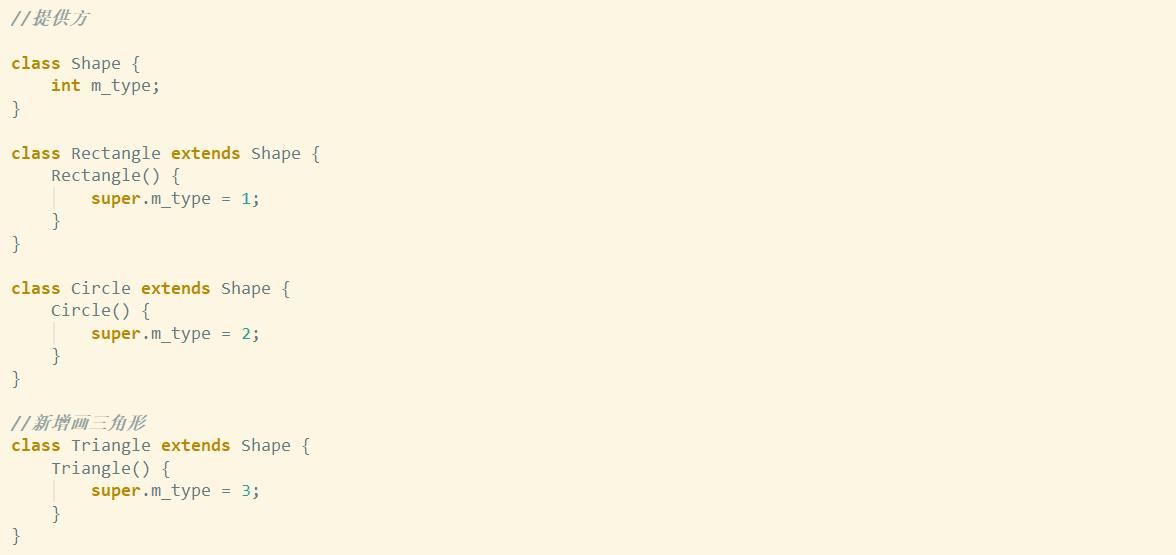 //提供方
class Shape {
    int m_type;
}
class Rectangle extends Shape {
    Rectangle() {
        super.m_type = 1;
    }
}
class Circle extends Shape {
    Circle() {
        super.m_type = 2;
    }
}
//新增画三角形
class Triangle extends Shape {
    Triangle() {
        super.m_type = 3;
    }
}